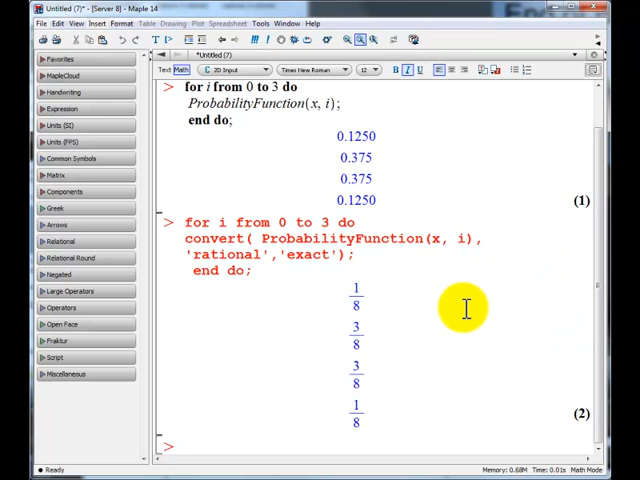 Untitled (7)* - [Server 8] - Maple 14
File Edit View Insert Format Table Drawing Plot Spreadsheet Tools Window Help
*Untitled (7)
Text Math 2D Input Times New Roman 12 B I U
Favorites
MapleCloud
Handwriting
Expression
Units (SI)
Units (FPS)
Common Symbols
Matrix
Components
Greek
Arrows
Relational
Relational Round
Negated
Large Operators
Operators
Open Face
Fraktur
Script
Miscellaneous
> for i from 0 to 3 do
ProbabilityFunction(x, i);
end do;
0.1250
0.375
0.375
0.1250 (1)
> for i from 0 to 3 do
convert( ProbabilityFunction(x, i),
'rational','exact');
end do;
1
8
3
8
3
8
1
8 (2)
>
Ready Memory: 0.68M Time: 0.01s Math Mode